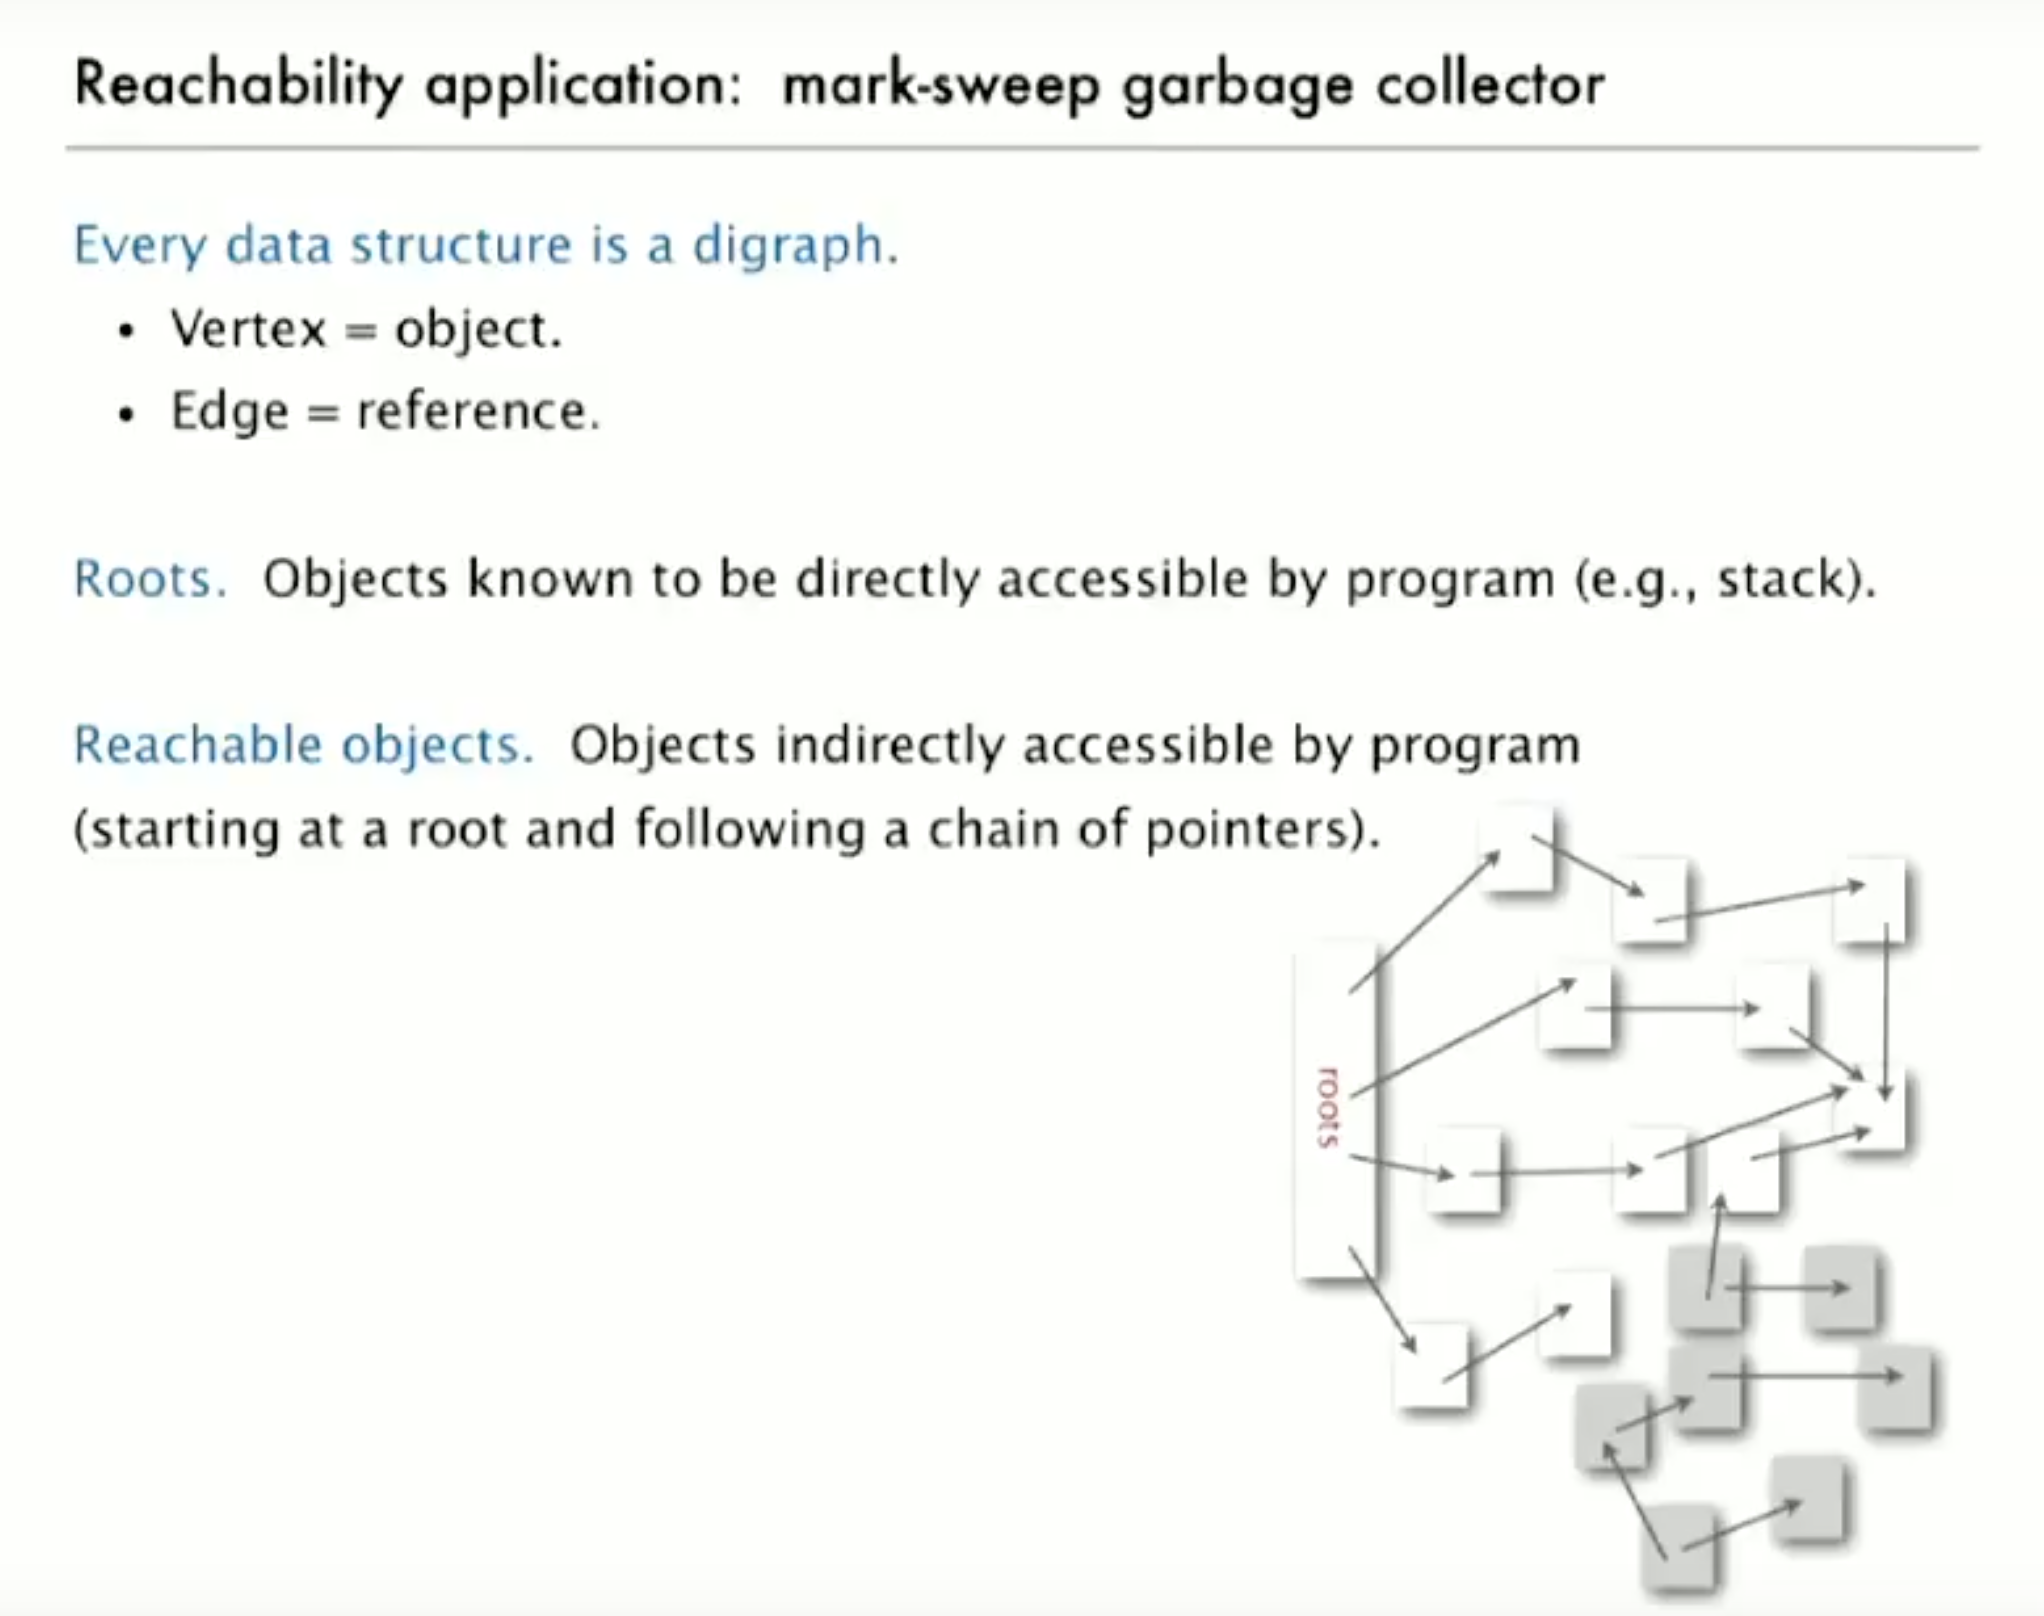 Reachability application: mark-sweep garbage collector
Every data structure is a digraph.
• Vertex = object.
• Edge = reference.
Roots. Objects known to be directly accessible by program (e.g., stack).
Reachable objects. Objects indirectly accessible by program
(starting at a root and following a chain of pointers).
roots